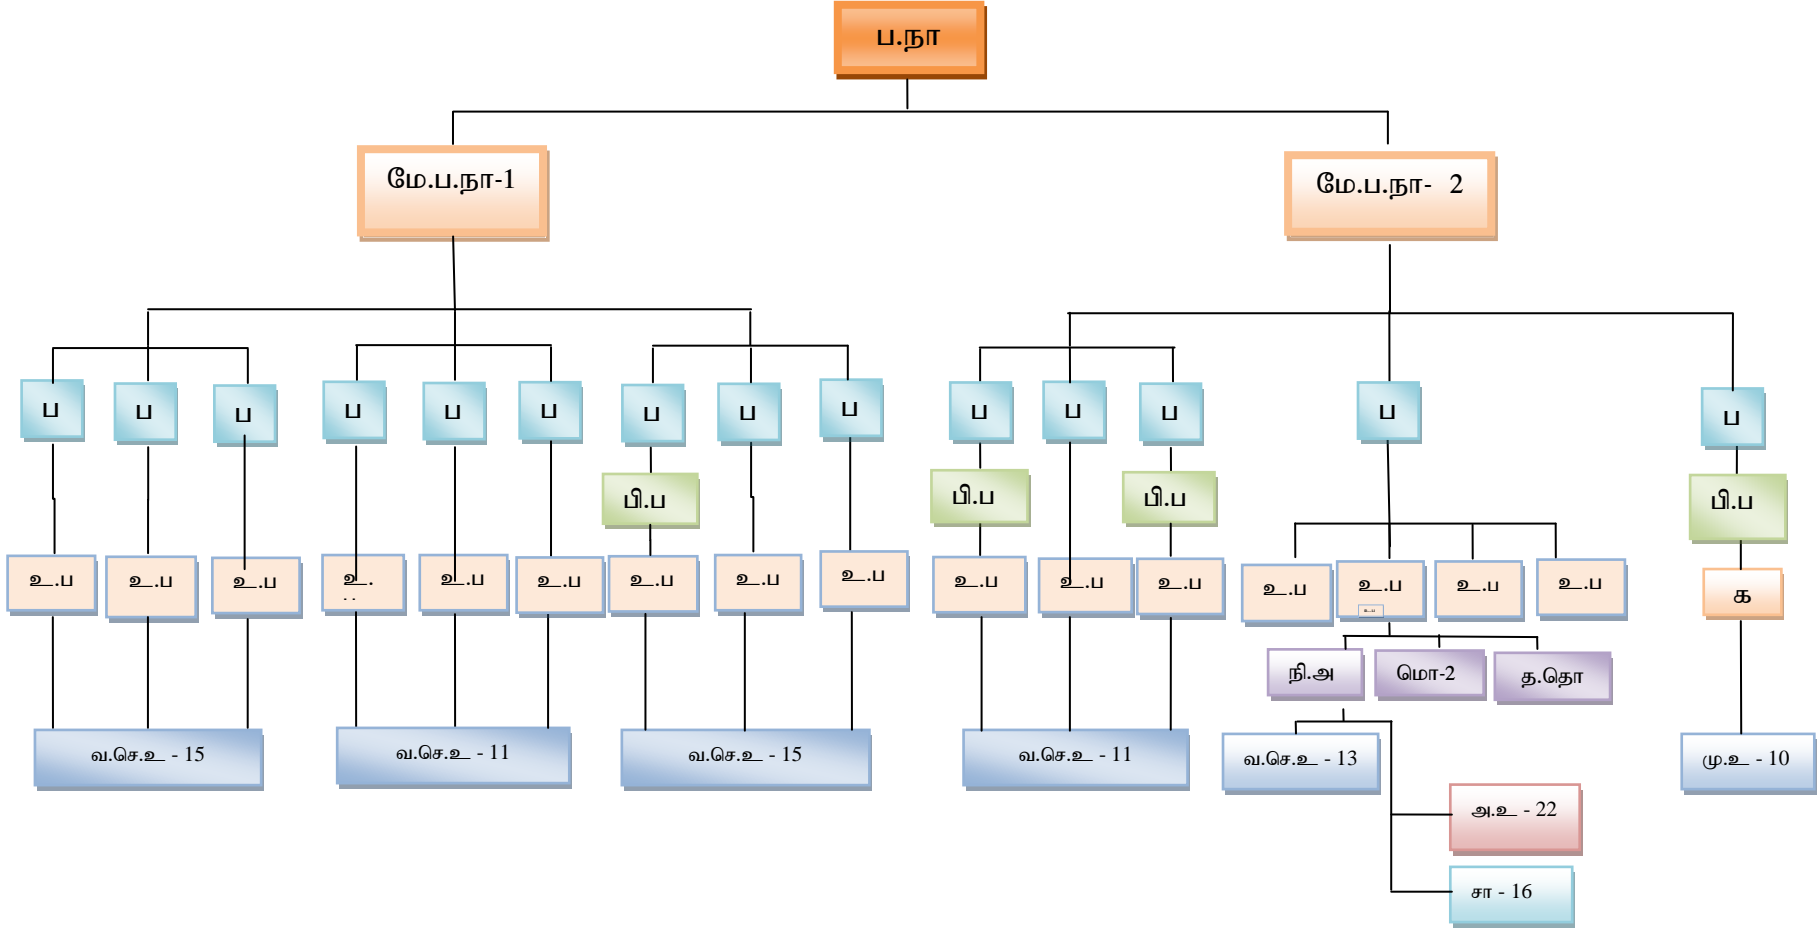 ப.நா
மே.ப.நா-1
மே.ப.நா- 2
ப
ப
ப
ப
ப
ப
ப
ப
ப
ப
ப
ப
ப
ப
பி.ப
பி.ப
பி.ப
பி.ப
உ.ப
உ.ப
உ.ப
உ.
உ.ப
உ.ப
உ.ப
உ.ப
உ.ப
உ.ப
உ.ப
உ.ப
உ.ப
உ.ப
உ.ப
உ.ப
க
உ.ப
நி.அ
மொ-2
த.தொ
வ.செ.உ - 15
வ.செ.உ - 11
வ.செ.உ - 15
வ.செ.உ - 11
வ.செ.உ - 13
மு.உ - 10
அ.உ - 22
சா - 16